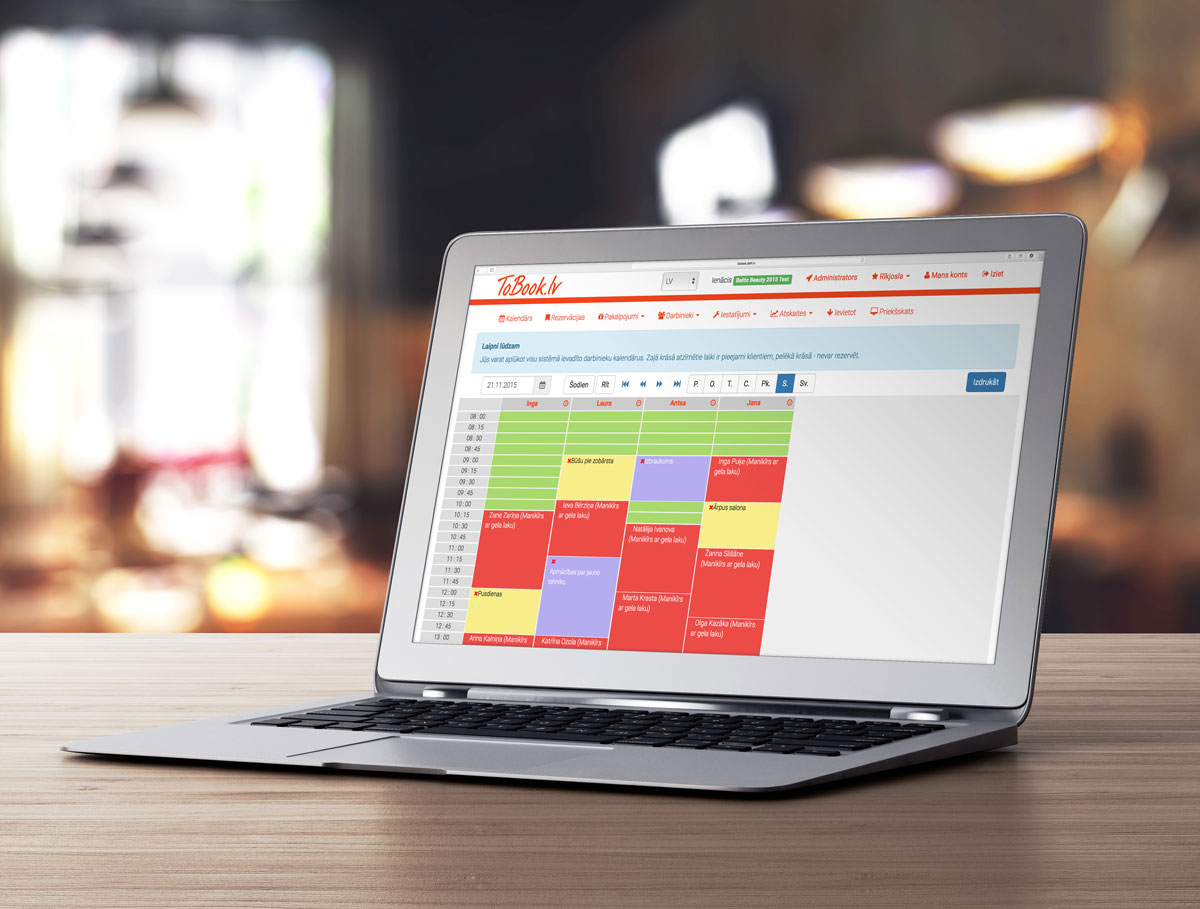 ToBook.lv
LV
Ienācis Baltic Beauty 2015 Test
Administrators
Rīkjosla
Mans konts
Iziet
Kalendārs
Rezervācijas
Pakalpojumi
Darbinieki
Iestatījumi
Atskaites
Ievietot
Priekšskats
Laipni lūdzam
Jūs varat aplūkot visu sistēmā ievadīto darbinieku kalendārus. Zaļā krāsā atzīmētie laiki ir pieejami klientiem, pelēkā krāsā - nevar rezervēt.
21.11.2015
Šodien
Rīt
P. O. T. C. Pk. S. Sv.
Izdrukāt
Inga
Laura
Antsa
Jana
08:00
08:15
08:30
08:45
09:00
09:15
09:30
09:45
10:00
10:15
10:30
10:45
11:00
11:15
11:30
11:45
12:00
12:15
12:30
12:45
13:00
Zane Zariņa (Manikīrs
ar gela laku)
Pusdienas
Anna Kalniņa (Manikīrs
Būšu pie zobārsta
Ieva Bērziņa (Manikīrs
ar gela laku)
Apmācības par jauno
tehniku
Katrīna Ozola (Manikīrs
Izbraukums
Natālija Ivanova
(Manikīrs ar gela laku)
Marta Krasta (Manikīrs
ar gela laku)
Inga Puķe (Manikīrs ar
gela laku)
Ārpus salona
Žanna Slišāne
(Manikīrs ar gela laku)
Olga Kazāka (Manikīrs
ar gela laku)